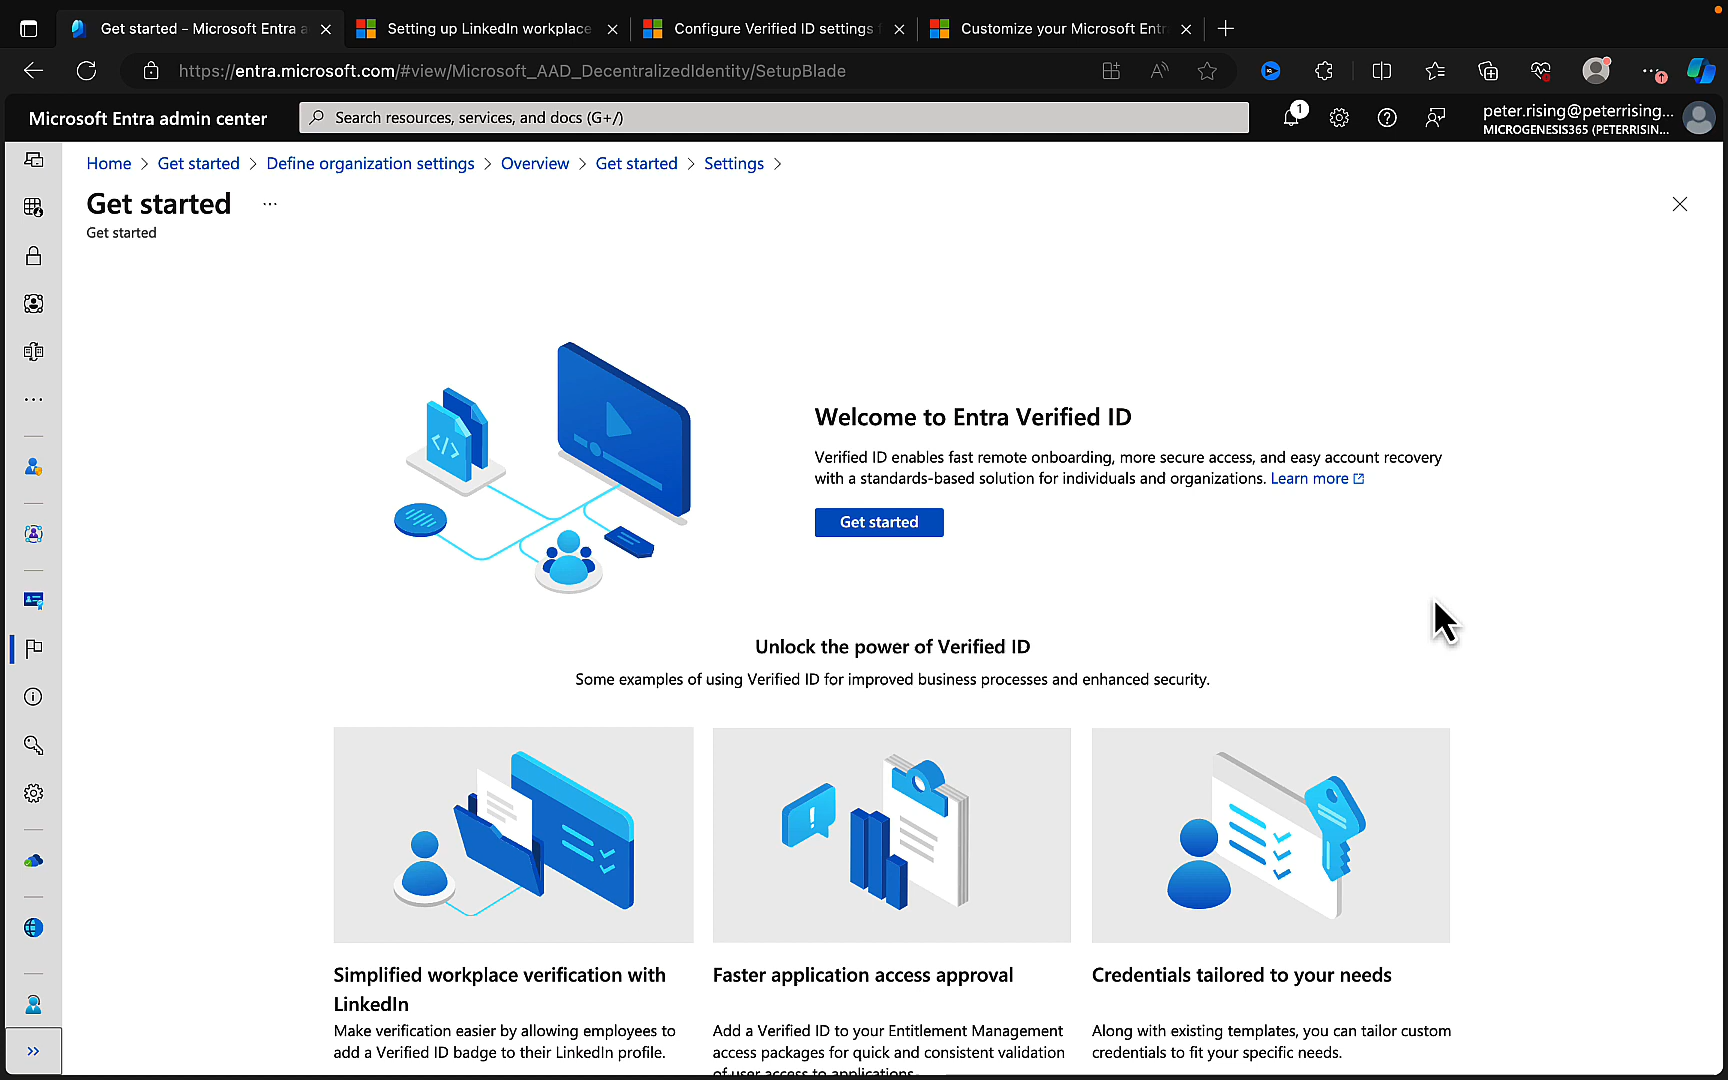 Get started - Microsoft Entra a
Setting up LinkedIn workplace
Configure Verified ID settings f
Customize your Microsoft Entr
https://entra.microsoft.com/#view/Microsoft_AAD_DecentralizedIdentity/SetupBlade
Microsoft Entra admin center
Search resources, services, and docs (G+/)
1
peter.rising@peterrising...
MICROGENESIS365 (PETERRISIN...
Home > Get started > Define organization settings > Overview > Get started > Settings >
Get started ...
Get started
Welcome to Entra Verified ID
Verified ID enables fast remote onboarding, more secure access, and easy account recovery
with a standards-based solution for individuals and organizations. Learn more
Get started
Unlock the power of Verified ID
Some examples of using Verified ID for improved business processes and enhanced security.
Simplified workplace verification with
LinkedIn
Make verification easier by allowing employees to
add a Verified ID badge to their LinkedIn profile.
Faster application access approval
Add a Verified ID to your Entitlement Management
access packages for quick and consistent validation
of user access to applications.
Credentials tailored to your needs
Along with existing templates, you can tailor custom
credentials to fit your specific needs.